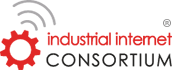 ®
industrial internet
CONSORTIUM